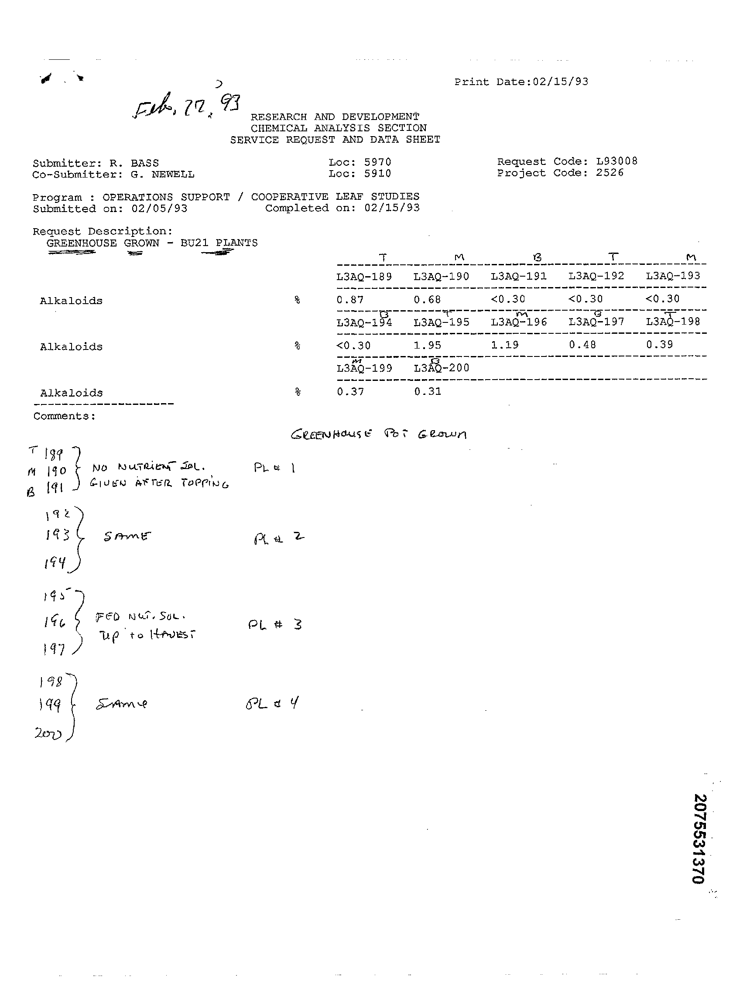 Print Date:02/15/93
Feb, 22, 93
RESEARCH AND DEVELOPMENT
CHEMICAL ANALYSIS SECTION
SERVICE REQUEST AND DATA SHEET
Submitter: R. BASS Loc: 5970 Request Code: L93008
Co-Submitter: G. NEWELL Loc: 5910 Project Code: 2526
Program : OPERATIONS SUPPORT / COOPERATIVE LEAF STUDIES
Submitted on: 02/05/93 Completed on: 02/15/93
Request Description:
GREENHOUSE GROWN - BU21 PLANTS
T M B T M
L3AQ-189 L3AQ-190 L3AQ-191 L3AQ-192 L3AQ-193
Alkaloids % 0.87 0.68 <0.30 <0.30 <0.30
B T M B T
L3AQ-194 L3AQ-195 L3AQ-196 L3AQ-197 L3AQ-198
Alkaloids % <0.30 1.95 1.19 0.48 0.39
M B
L3AQ-199 L3AQ-200
Alkaloids % 0.37 0.31
Comments:
GREENHOUSE POT GROWN
T 189
M 190 NO NUTRIENT SOL. PL # 1
B 191 GIVEN AFTER TOPPING
192
193 SAME PL # 2
194
195
196 FED NUT. SOL. PL # 3
UP TO HAVEST
197
198
199 SAME PL # 4
200
2075531370